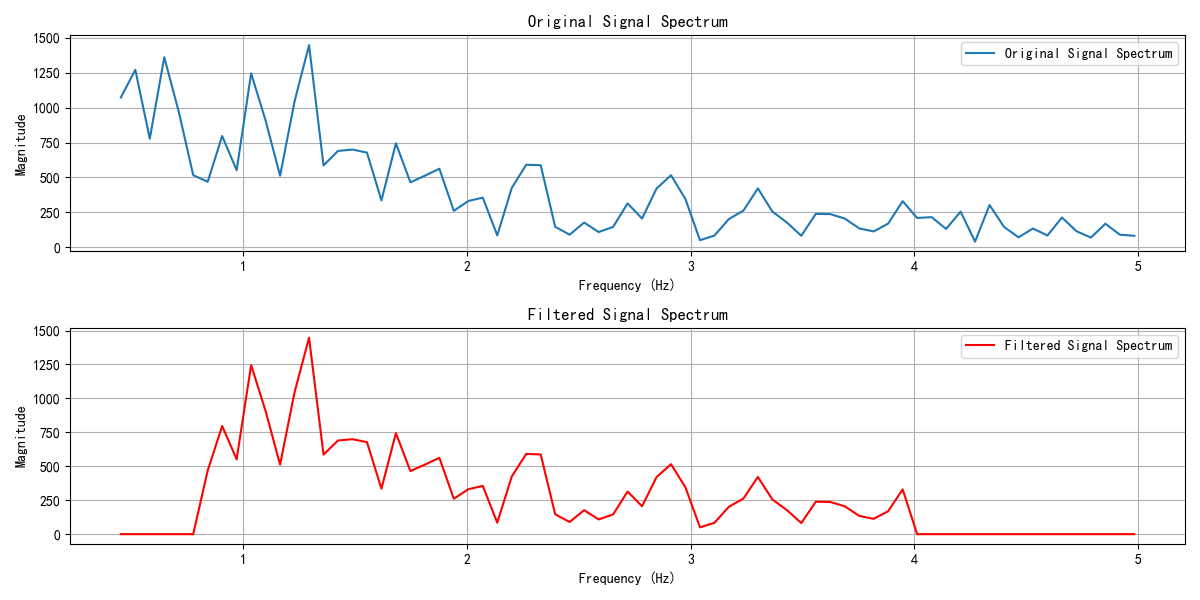 Original Signal Spectrum
1500
1250
1000
750
500
250
0
Magnitude
Original Signal Spectrum
1 2 3 4 5
Frequency (Hz)
Filtered Signal Spectrum
1500
1250
1000
750
500
250
0
Magnitude
Filtered Signal Spectrum
1 2 3 4 5
Frequency (Hz)